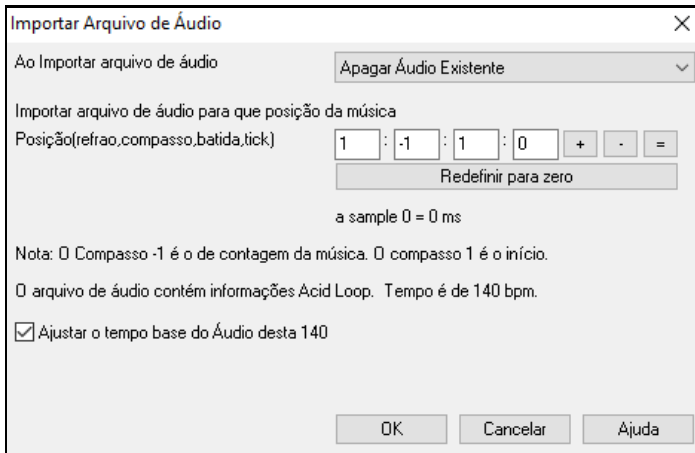 Importar Arquivo de Áudio
Ao Importar arquivo de áudio Apagar Áudio Existente
Importar arquivo de áudio para que posição da música
Posição(refrao,compasso,batida,tick) 1 : -1 : 1 : 0 + - =
Redefinir para zero
a sample 0 = 0 ms
Nota: O Compasso -1 é o de contagem da música. O compasso 1 é o início.
O arquivo de áudio contém informações Acid Loop. Tempo é de 140 bpm.
Ajustar o tempo base do Áudio desta 140
OK Cancelar Ajuda